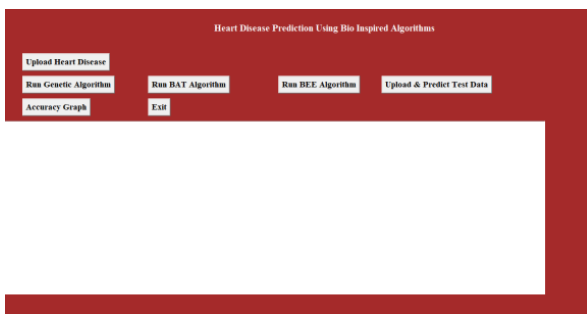 Heart Disease Prediction Using Bio Inspired Algorithms
Upload Heart Disease
Run Genetic Algorithm Run BAT Algorithm Run BEE Algorithm Upload & Predict Test Data
Accuracy Graph Exit